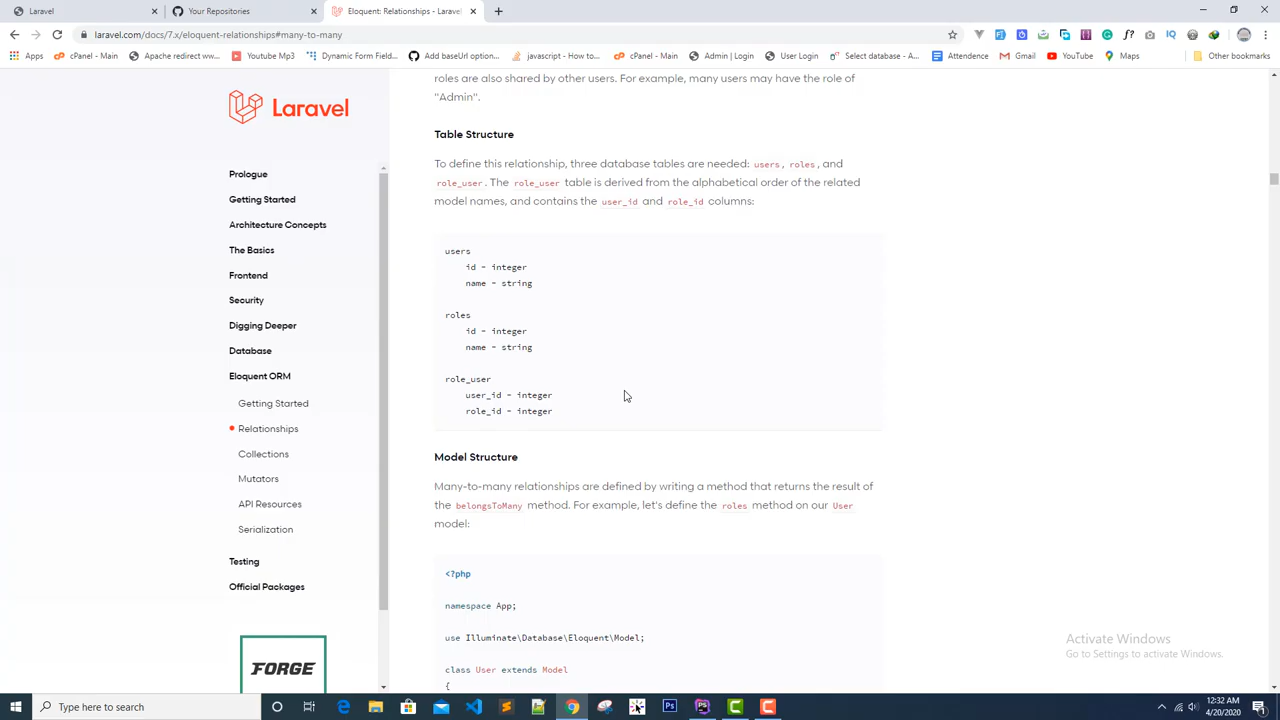 Laravel
Your Repositories
Eloquent: Relationships - Laravel
laravel.com/docs/7.x/eloquent-relationships#many-to-many
Apps
cPanel - Main
Apache redirect ww...
Youtube Mp3
Dynamic Form Field...
Add baseUrl option...
javascript - How to...
cPanel - Main
Admin | Login
User Login
Select database - A...
Attendence
Gmail
YouTube
Maps
Other bookmarks
roles are also shared by other users. For example, many users may have the role of
"Admin".
Laravel
Prologue
Getting Started
Architecture Concepts
The Basics
Frontend
Security
Digging Deeper
Database
Eloquent ORM
Getting Started
Relationships
Collections
Mutators
API Resources
Serialization
Testing
Official Packages
FORGE
Table Structure
To define this relationship, three database tables are needed: users, roles, and
role_user. The role_user table is derived from the alphabetical order of the related
model names, and contains the user_id and role_id columns:
users
id - integer
name - string
roles
id - integer
name - string
role_user
user_id - integer
role_id - integer
Model Structure
Many-to-many relationships are defined by writing a method that returns the result of
the belongsToMany method. For example, let's define the roles method on our User
model:
<?php
namespace App;
use Illuminate\Database\Eloquent\Model;
class User extends Model
{
Activate Windows
Go to Settings to activate Windows.
Type here to search
12:32 AM
4/20/2020